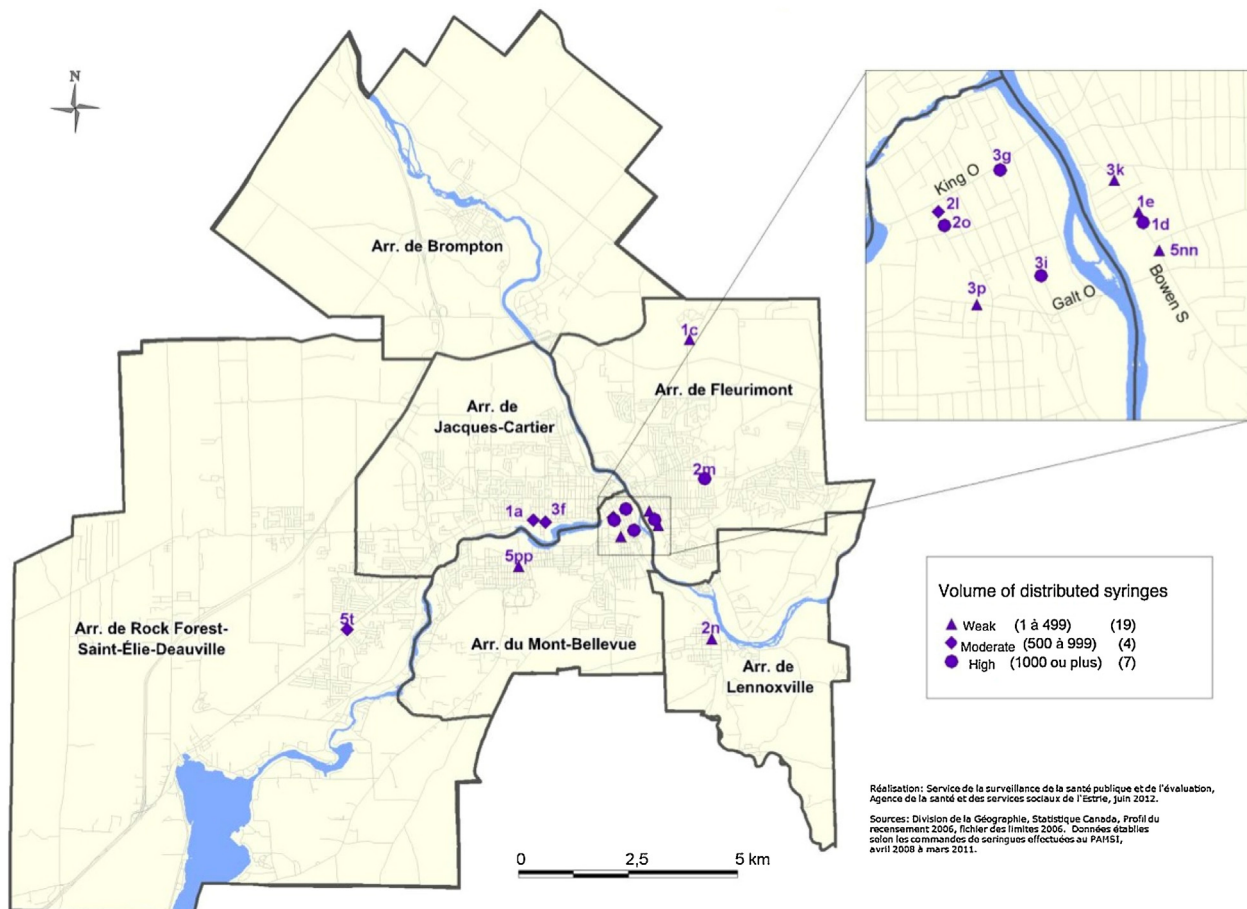 N
Arr. de Brompton
King O
3g
3k
2l
2o
1e
1d
5nn
3i
3p
Galt O
Bowen S
1c
Arr. de Fleurimont
Arr. de
Jacques-Cartier
2m
1a
3f
5pp
5t
Arr. de Rock Forest-
Saint-Élie-Deauville
Arr. du Mont-Bellevue
2n
Arr. de
Lennoxville
Volume of distributed syringes
Weak (1 à 499) (19)
Moderate (500 à 999) (4)
High (1000 ou plus) (7)
Réalisation: Service de la surveillance de la santé publique et de l'évaluation,
Agence de la santé et des services sociaux de l'Estrie, juin 2012.
Sources: Division de la Géographie, Statistique Canada, Profil du
recensement 2006, fichier des limites 2006. Données établies
selon les commandes de seringues effectuées au PAMSI,
avril 2008 à mars 2011.
0 2,5 5 km